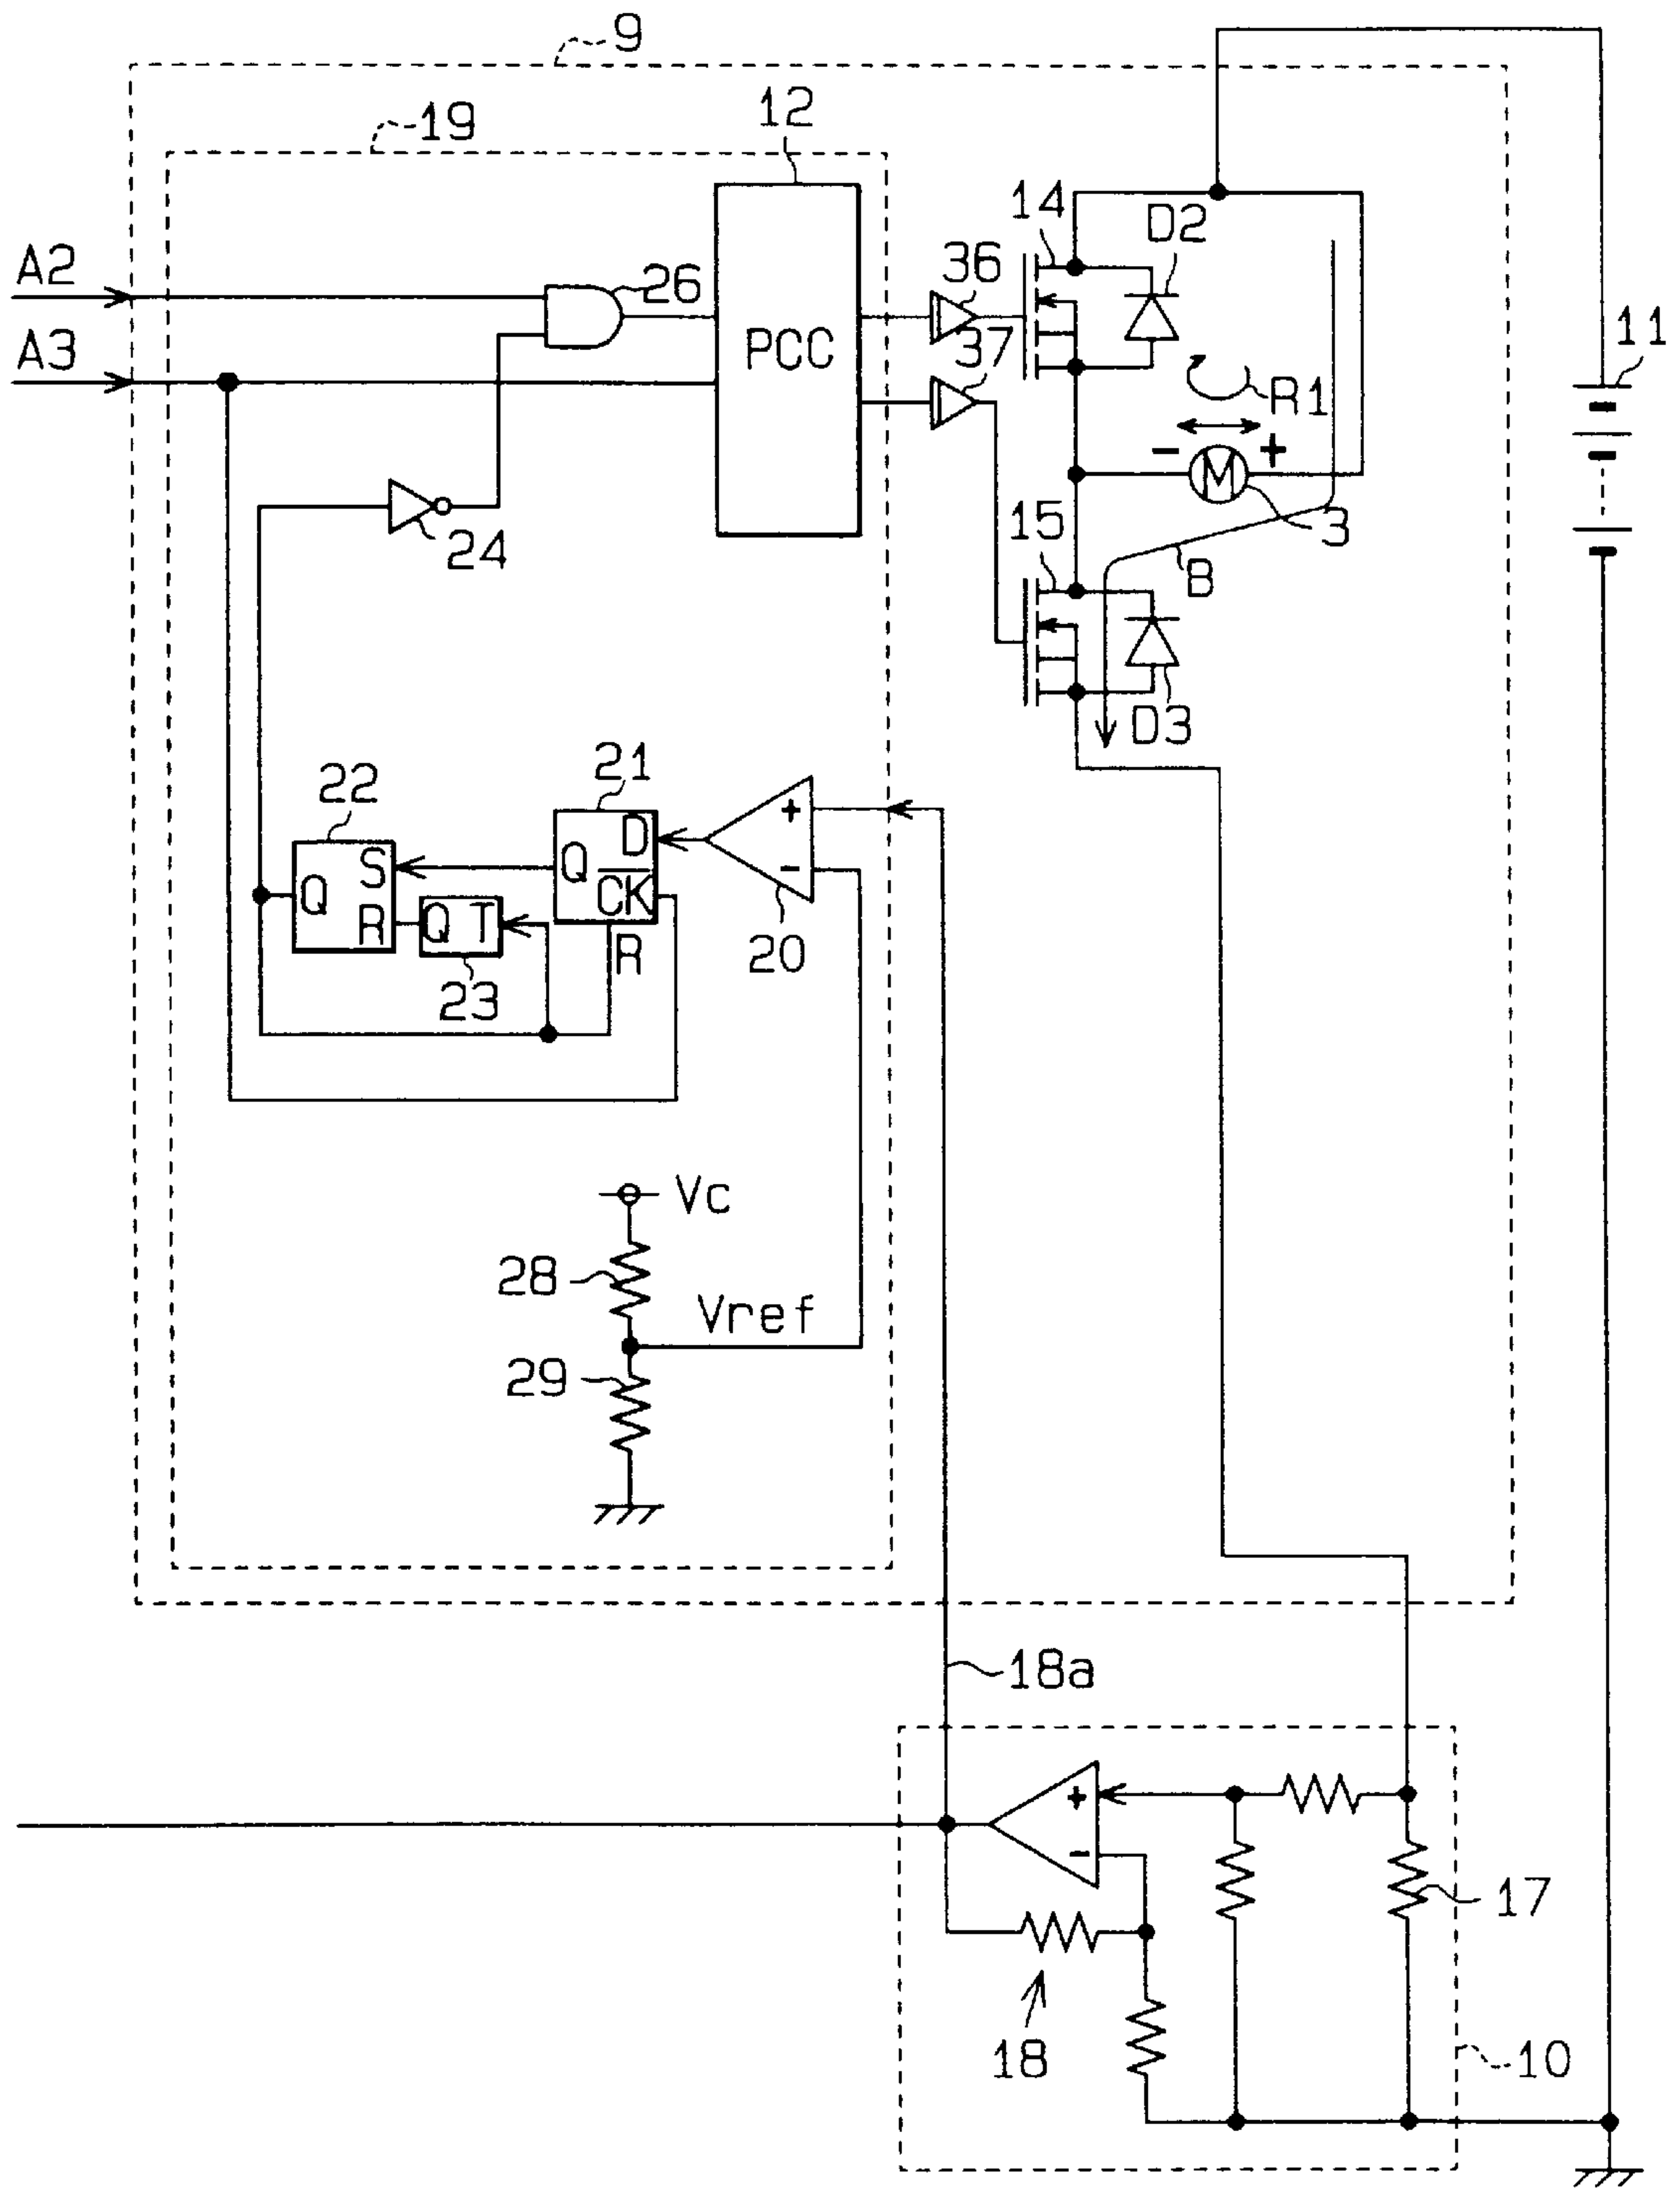 9
19
12
14
D2
A2
26
36
11
A3
PCC
37
R1
- +
M
24
15
3
B
D3
22
21
S
Q
D
+
Q
R
Q T
CK
R
-
20
23
Vc
28
Vref
29
18a
+
-
17
18
10